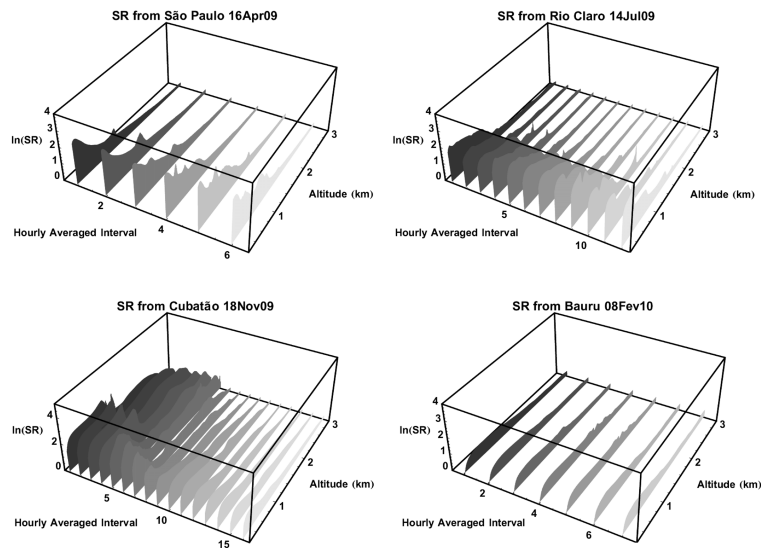 SR from São Paulo 16Apr09
4
3
ln(SR)
2
1
0
2
4
6
Hourly Averaged Interval
1
2
3
Altitude (km)
SR from Rio Claro 14Jul09
4
3
ln(SR)
2
1
0
5
10
Hourly Averaged Interval
1
2
3
Altitude (km)
SR from Cubatão 18Nov09
4
ln(SR)
2
0
5
10
15
Hourly Averaged Interval
1
2
3
Altitude (km)
SR from Bauru 08Fev10
4
3
ln(SR)
2
1
0
2
4
6
Hourly Averaged Interval
1
2
3
Altitude (km)